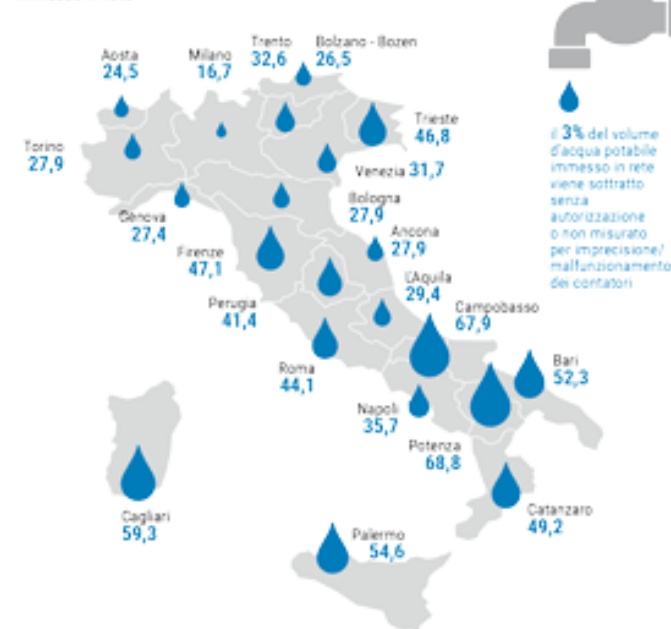 Aosta
24,5
Milano
16,7
Trento
32,6
Bolzano - Bozen
26,5
Torino
27,9
Trieste
46,8
Venezia 31,7
Genova
27,4
Bologna
27,9
Firenze
47,1
Ancona
27,9
L'Aquila
29,4
Perugia
41,4
Campobasso
67,9
Roma
44,1
Bari
52,3
Napoli
35,7
Potenza
68,8
Cagliari
59,3
Catanzaro
49,2
Palermo
54,6
il 3% del volume
d'acqua potabile
immesso in rete
viene sottratto
senza
autorizzazione
o non misurato
per imprecisione/
malfunzionamento
dei contatori